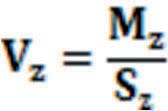 V_z = M_z / S_z